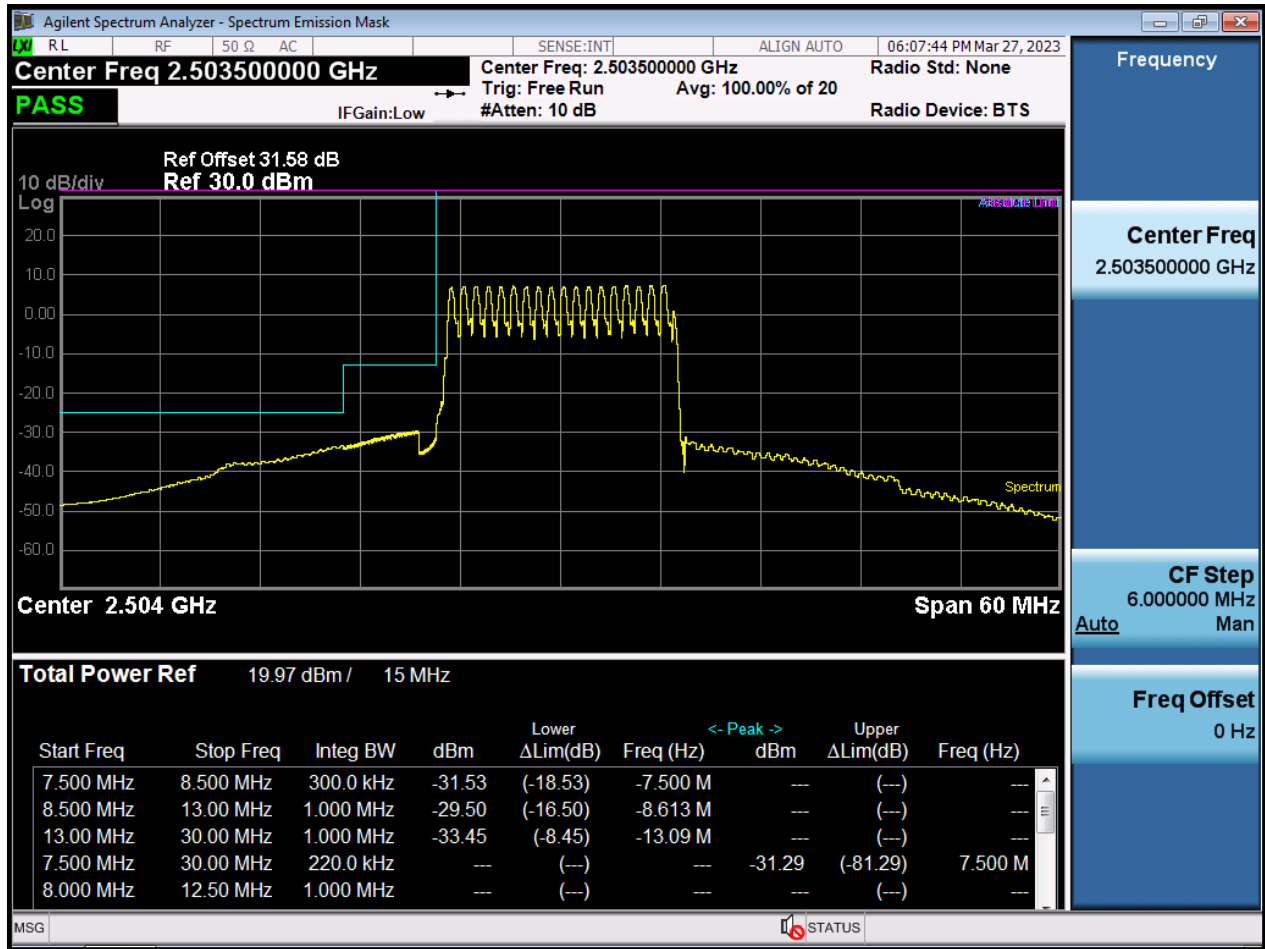 Agilent Spectrum Analyzer - Spectrum Emission Mask
LXI RL RF 50 Ω AC SENSE:INT ALIGN AUTO 06:07:44 PM Mar 27, 2023
Center Freq 2.503500000 GHz
PASS
IFGain:Low
Center Freq: 2.503500000 GHz
Trig: Free Run Avg: 100.00% of 20
#Atten: 10 dB
Radio Std: None
Radio Device: BTS
Ref Offset 31.58 dB
10 dB/div Ref 30.0 dBm
Log
20.0
10.0
0.00
-10.0
-20.0
-30.0
-40.0
-50.0
-60.0
Limit
Spectrum
Center 2.504 GHz Span 60 MHz
Total Power Ref 19.97 dBm / 15 MHz
Lower <- Peak -> Upper
Start Freq Stop Freq Integ BW dBm ΔLim(dB) Freq (Hz) dBm ΔLim(dB) Freq (Hz)
7.500 MHz 8.500 MHz 300.0 kHz -31.53 (-18.53) -7.500 M --- (---) ---
8.500 MHz 13.00 MHz 1.000 MHz -29.50 (-16.50) -8.613 M --- (---) ---
13.00 MHz 30.00 MHz 1.000 MHz -33.45 (-8.45) -13.09 M --- (---) ---
7.500 MHz 30.00 MHz 220.0 kHz --- (---) --- -31.29 (-81.29) 7.500 M
8.000 MHz 12.50 MHz 1.000 MHz --- (---) --- --- (---) ---
MSG STATUS
Frequency
Center Freq
2.503500000 GHz
CF Step
6.000000 MHz
Auto Man
Freq Offset
0 Hz